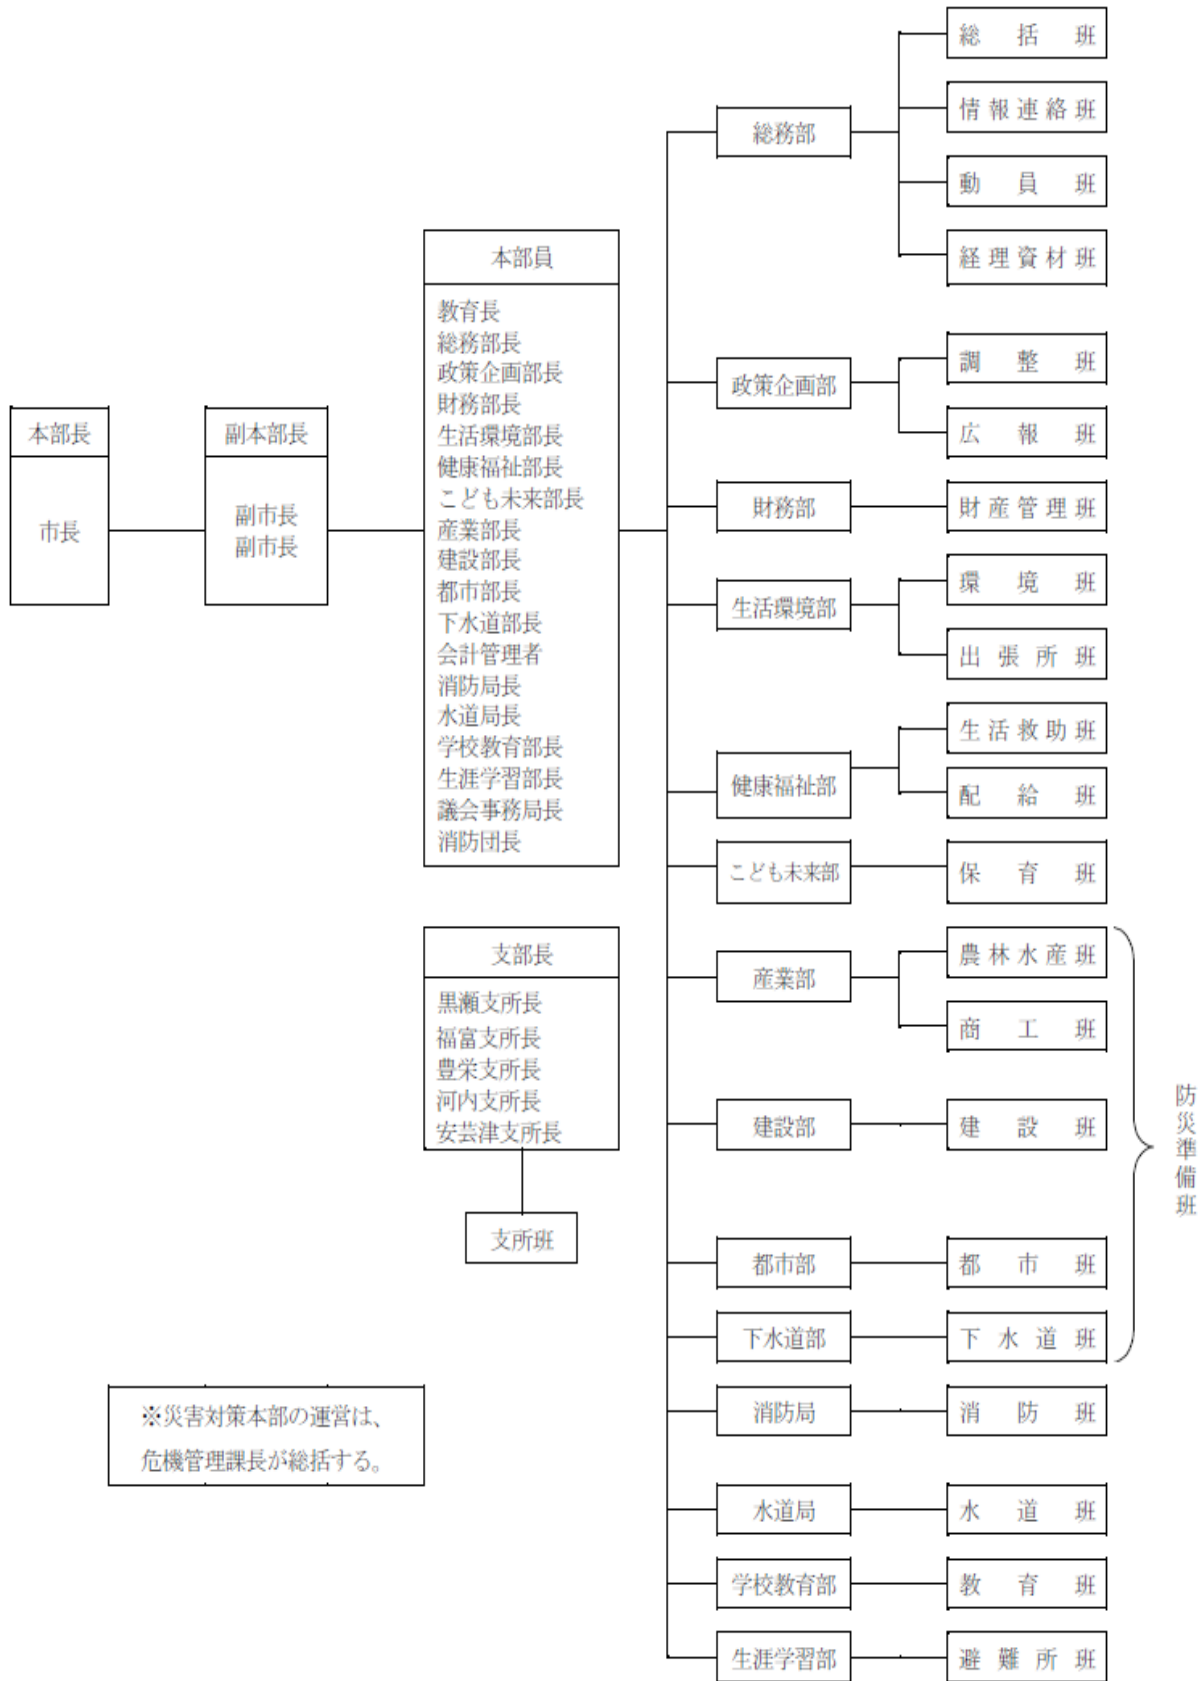 本部長
市長
副本部長
副市長
副市長
本部員
教育長
総務部長
政策企画部長
財務部長
生活環境部長
健康福祉部長
こども未来部長
産業部長
建設部長
都市部長
下水道部長
会計管理者
消防局長
水道局長
学校教育部長
生涯学習部長
議会事務局長
消防団長
支部長
黒瀬支所長
福富支所長
豊栄支所長
河内支所長
安芸津支所長
支所班
※災害対策本部の運営は、
危機管理課長が総括する。
総務部
総括班
情報連絡班
動員班
経理資材班
政策企画部
調整班
広報班
財務部
財産管理班
生活環境部
環境班
出張所班
健康福祉部
生活救助班
配給班
こども未来部
保育班
産業部
農林水産班
商工班
建設部
建設班
都市部
都市班
下水道部
下水道班
防災準備班
消防局
消防班
水道局
水道班
学校教育部
教育班
生涯学習部
避難所班